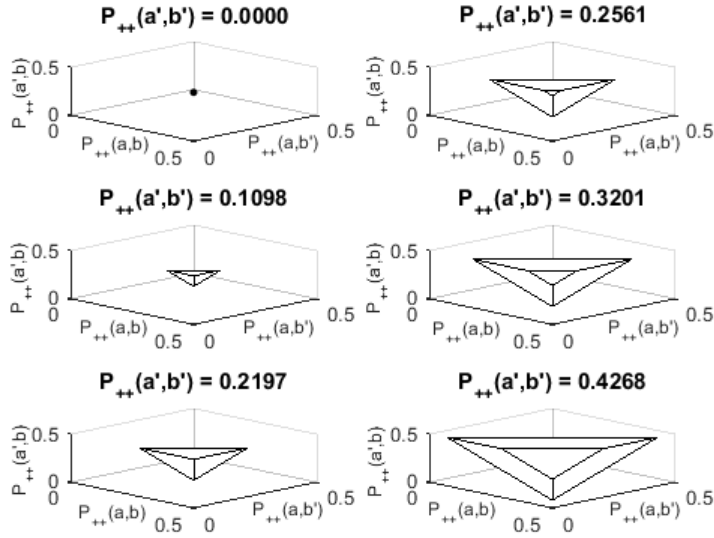 P++(a',b') = 0.0000
P++(a',b)
0.5
0
0
P++(a,b)
0.5
0
P++(a,b')
0.5
P++(a',b') = 0.2561
P++(a',b)
0.5
0
0
P++(a,b)
0.5
0
P++(a,b')
0.5
P++(a',b') = 0.1098
P++(a',b)
0.5
0
0
P++(a,b)
0.5
0
P++(a,b')
0.5
P++(a',b') = 0.3201
P++(a',b)
0.5
0
0
P++(a,b)
0.5
0
P++(a,b')
0.5
P++(a',b') = 0.2197
P++(a',b)
0.5
0
0
P++(a,b)
0.5
0
P++(a,b')
0.5
P++(a',b') = 0.4268
P++(a',b)
0.5
0
0
P++(a,b)
0.5
0
P++(a,b')
0.5